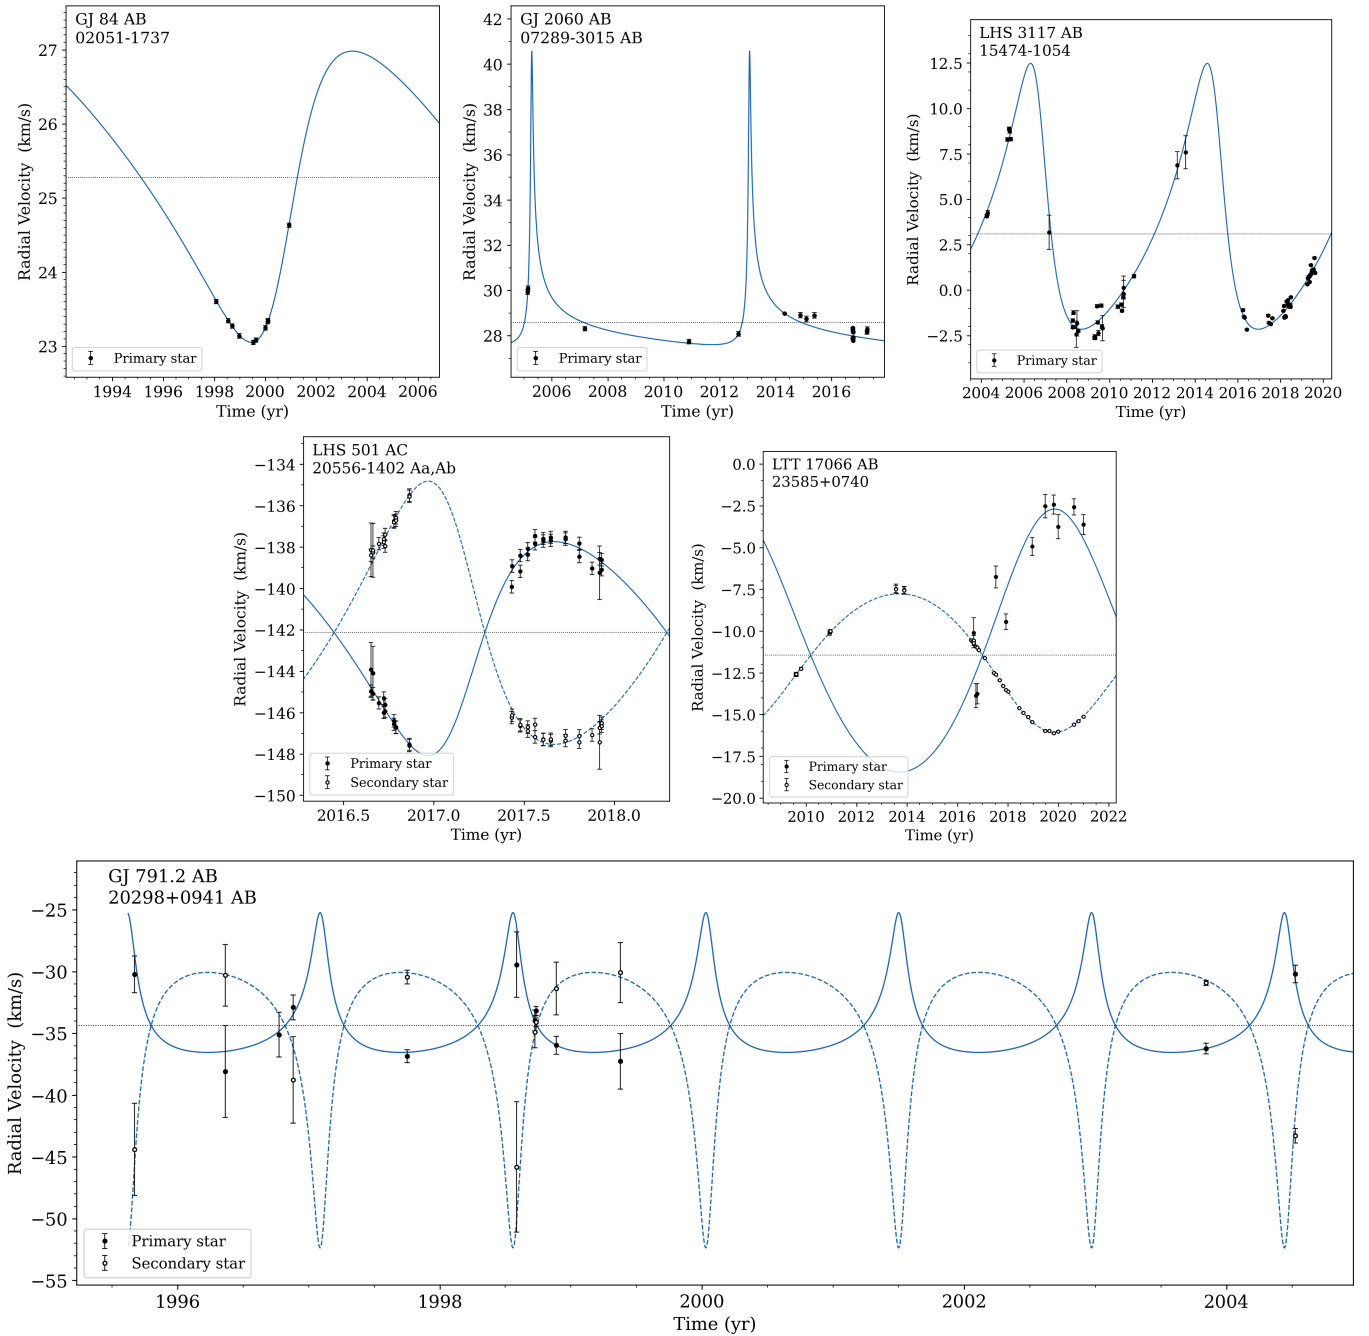 GJ 84 AB
02051-1737
27
26
25
24
23
Radial Velocity (km/s)
Primary star
1994 1996 1998 2000 2002 2004 2006
Time (yr)
GJ 2060 AB
07289-3015 AB
42
40
38
36
34
32
30
28
Radial Velocity (km/s)
Primary star
2006 2008 2010 2012 2014 2016
Time (yr)
LHS 3117 AB
15474-1054
12.5
10.0
7.5
5.0
2.5
0.0
−2.5
Radial Velocity (km/s)
Primary star
2004 2006 2008 2010 2012 2014 2016 2018 2020
Time (yr)
LHS 501 AC
20556-1402 Aa,Ab
−134
−136
−138
−140
−142
−144
−146
−148
−150
Radial Velocity (km/s)
Primary star
Secondary star
2016.5 2017.0 2017.5 2018.0
Time (yr)
LTT 17066 AB
23585+0740
0.0
−2.5
−5.0
−7.5
−10.0
−12.5
−15.0
−17.5
−20.0
Radial Velocity (km/s)
Primary star
Secondary star
2010 2012 2014 2016 2018 2020 2022
Time (yr)
GJ 791.2 AB
20298+0941 AB
−25
−30
−35
−40
−45
−50
−55
Radial Velocity (km/s)
Primary star
Secondary star
1996 1998 2000 2002 2004
Time (yr)